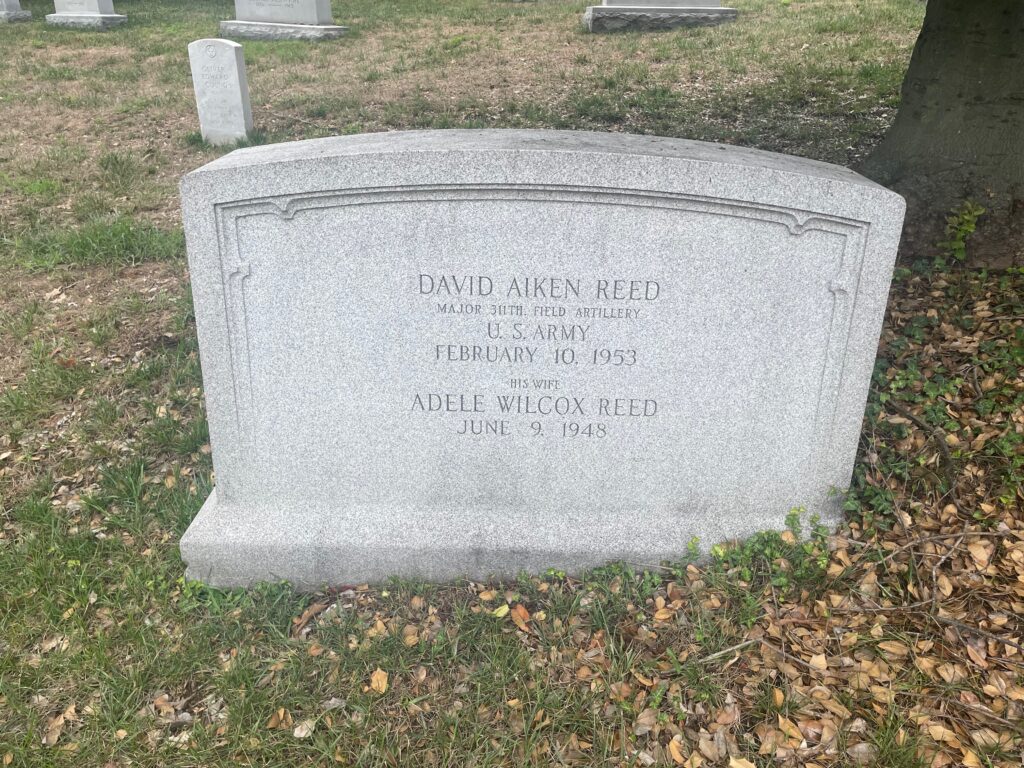 DAVID AIKEN REED
MAJOR 311TH. FIELD ARTILLERY
U. S. ARMY
FEBRUARY 10, 1953
HIS WIFE
ADELE WILCOX REED
JUNE 9, 1948
EDWARD